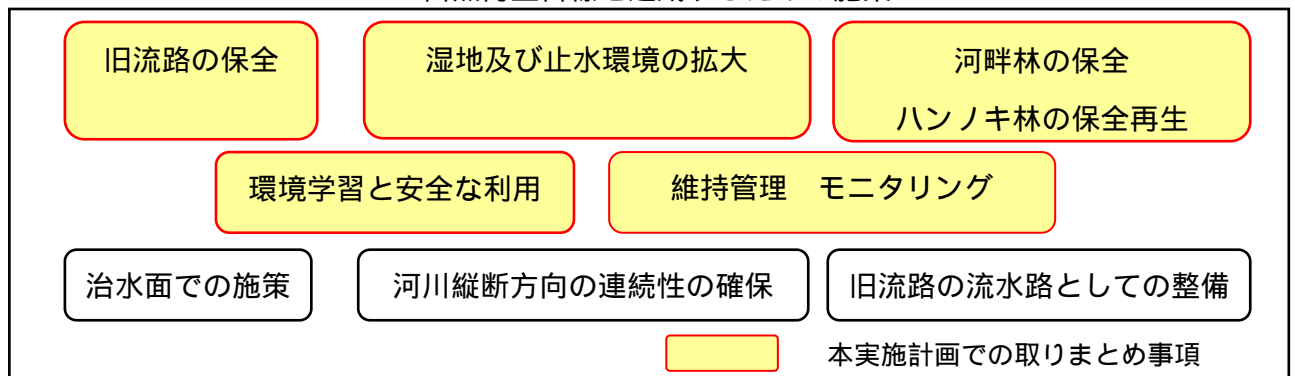 旧流路の保全
湿地及び止水環境の拡大
河畔林の保全
ハンノキ林の保全再生
環境学習と安全な利用
維持管理　モニタリング
治水面での施策
河川縦断方向の連続性の確保
旧流路の流水路としての整備
本実施計画での取りまとめ事項